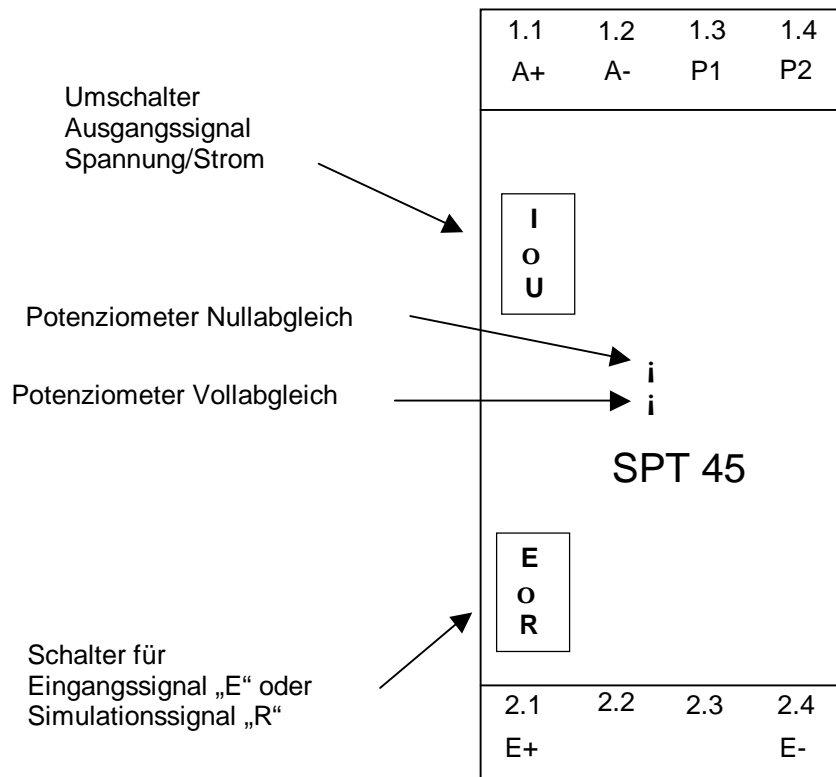 1.1 1.2 1.3 1.4
A+ A- P1 P2
Umschalter
Ausgangssignal
Spannung/Strom
I
O
U
Potenziometer Nullabgleich
¡
Potenziometer Vollabgleich
¡
SPT 45
E
O
R
Schalter für
Eingangssignal „E" oder
Simulationssignal „R"
2.1 2.2 2.3 2.4
E+ E-